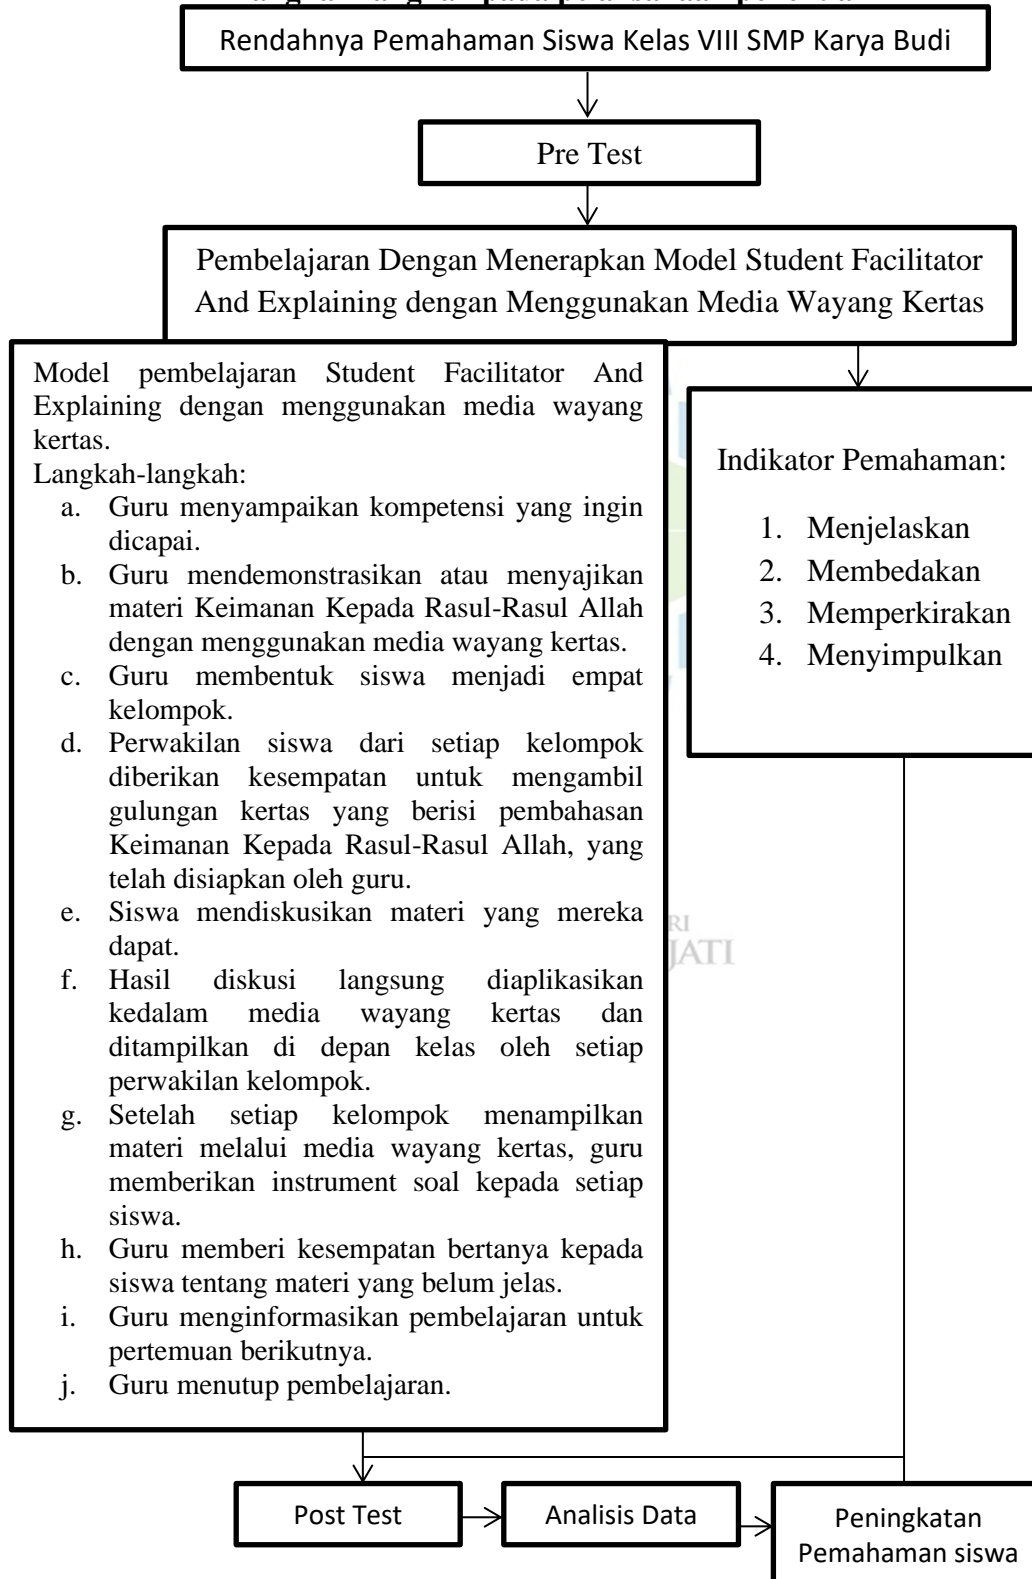 Rendahnya Pemahaman Siswa Kelas VIII SMP Karya Budi
Pre Test
Pembelajaran Dengan Menerapkan Model Student Facilitator
And Explaining dengan Menggunakan Media Wayang Kertas
Model pembelajaran Student Facilitator And
Explaining dengan menggunakan media wayang
kertas.
Langkah-langkah:
a. Guru menyampaikan kompetensi yang ingin
dicapai.
b. Guru mendemonstrasikan atau menyajikan
materi Keimanan Kepada Rasul-Rasul Allah
dengan menggunakan media wayang kertas.
c. Guru membentuk siswa menjadi empat
kelompok.
d. Perwakilan siswa dari setiap kelompok
diberikan kesempatan untuk mengambil
gulungan kertas yang berisi pembahasan
Keimanan Kepada Rasul-Rasul Allah, yang
telah disiapkan oleh guru.
e. Siswa mendiskusikan materi yang mereka
dapat.
f. Hasil diskusi langsung diaplikasikan
kedalam media wayang kertas dan
ditampilkan di depan kelas oleh setiap
perwakilan kelompok.
g. Setelah setiap kelompok menampilkan
materi melalui media wayang kertas, guru
memberikan instrument soal kepada setiap
siswa.
h. Guru memberi kesempatan bertanya kepada
siswa tentang materi yang belum jelas.
i. Guru menginformasikan pembelajaran untuk
pertemuan berikutnya.
j. Guru menutup pembelajaran.
Indikator Pemahaman:
1. Menjelaskan
2. Membedakan
3. Memperkirakan
4. Menyimpulkan
RI
JATI
Post Test
Analisis Data
Peningkatan
Pemahaman siswa